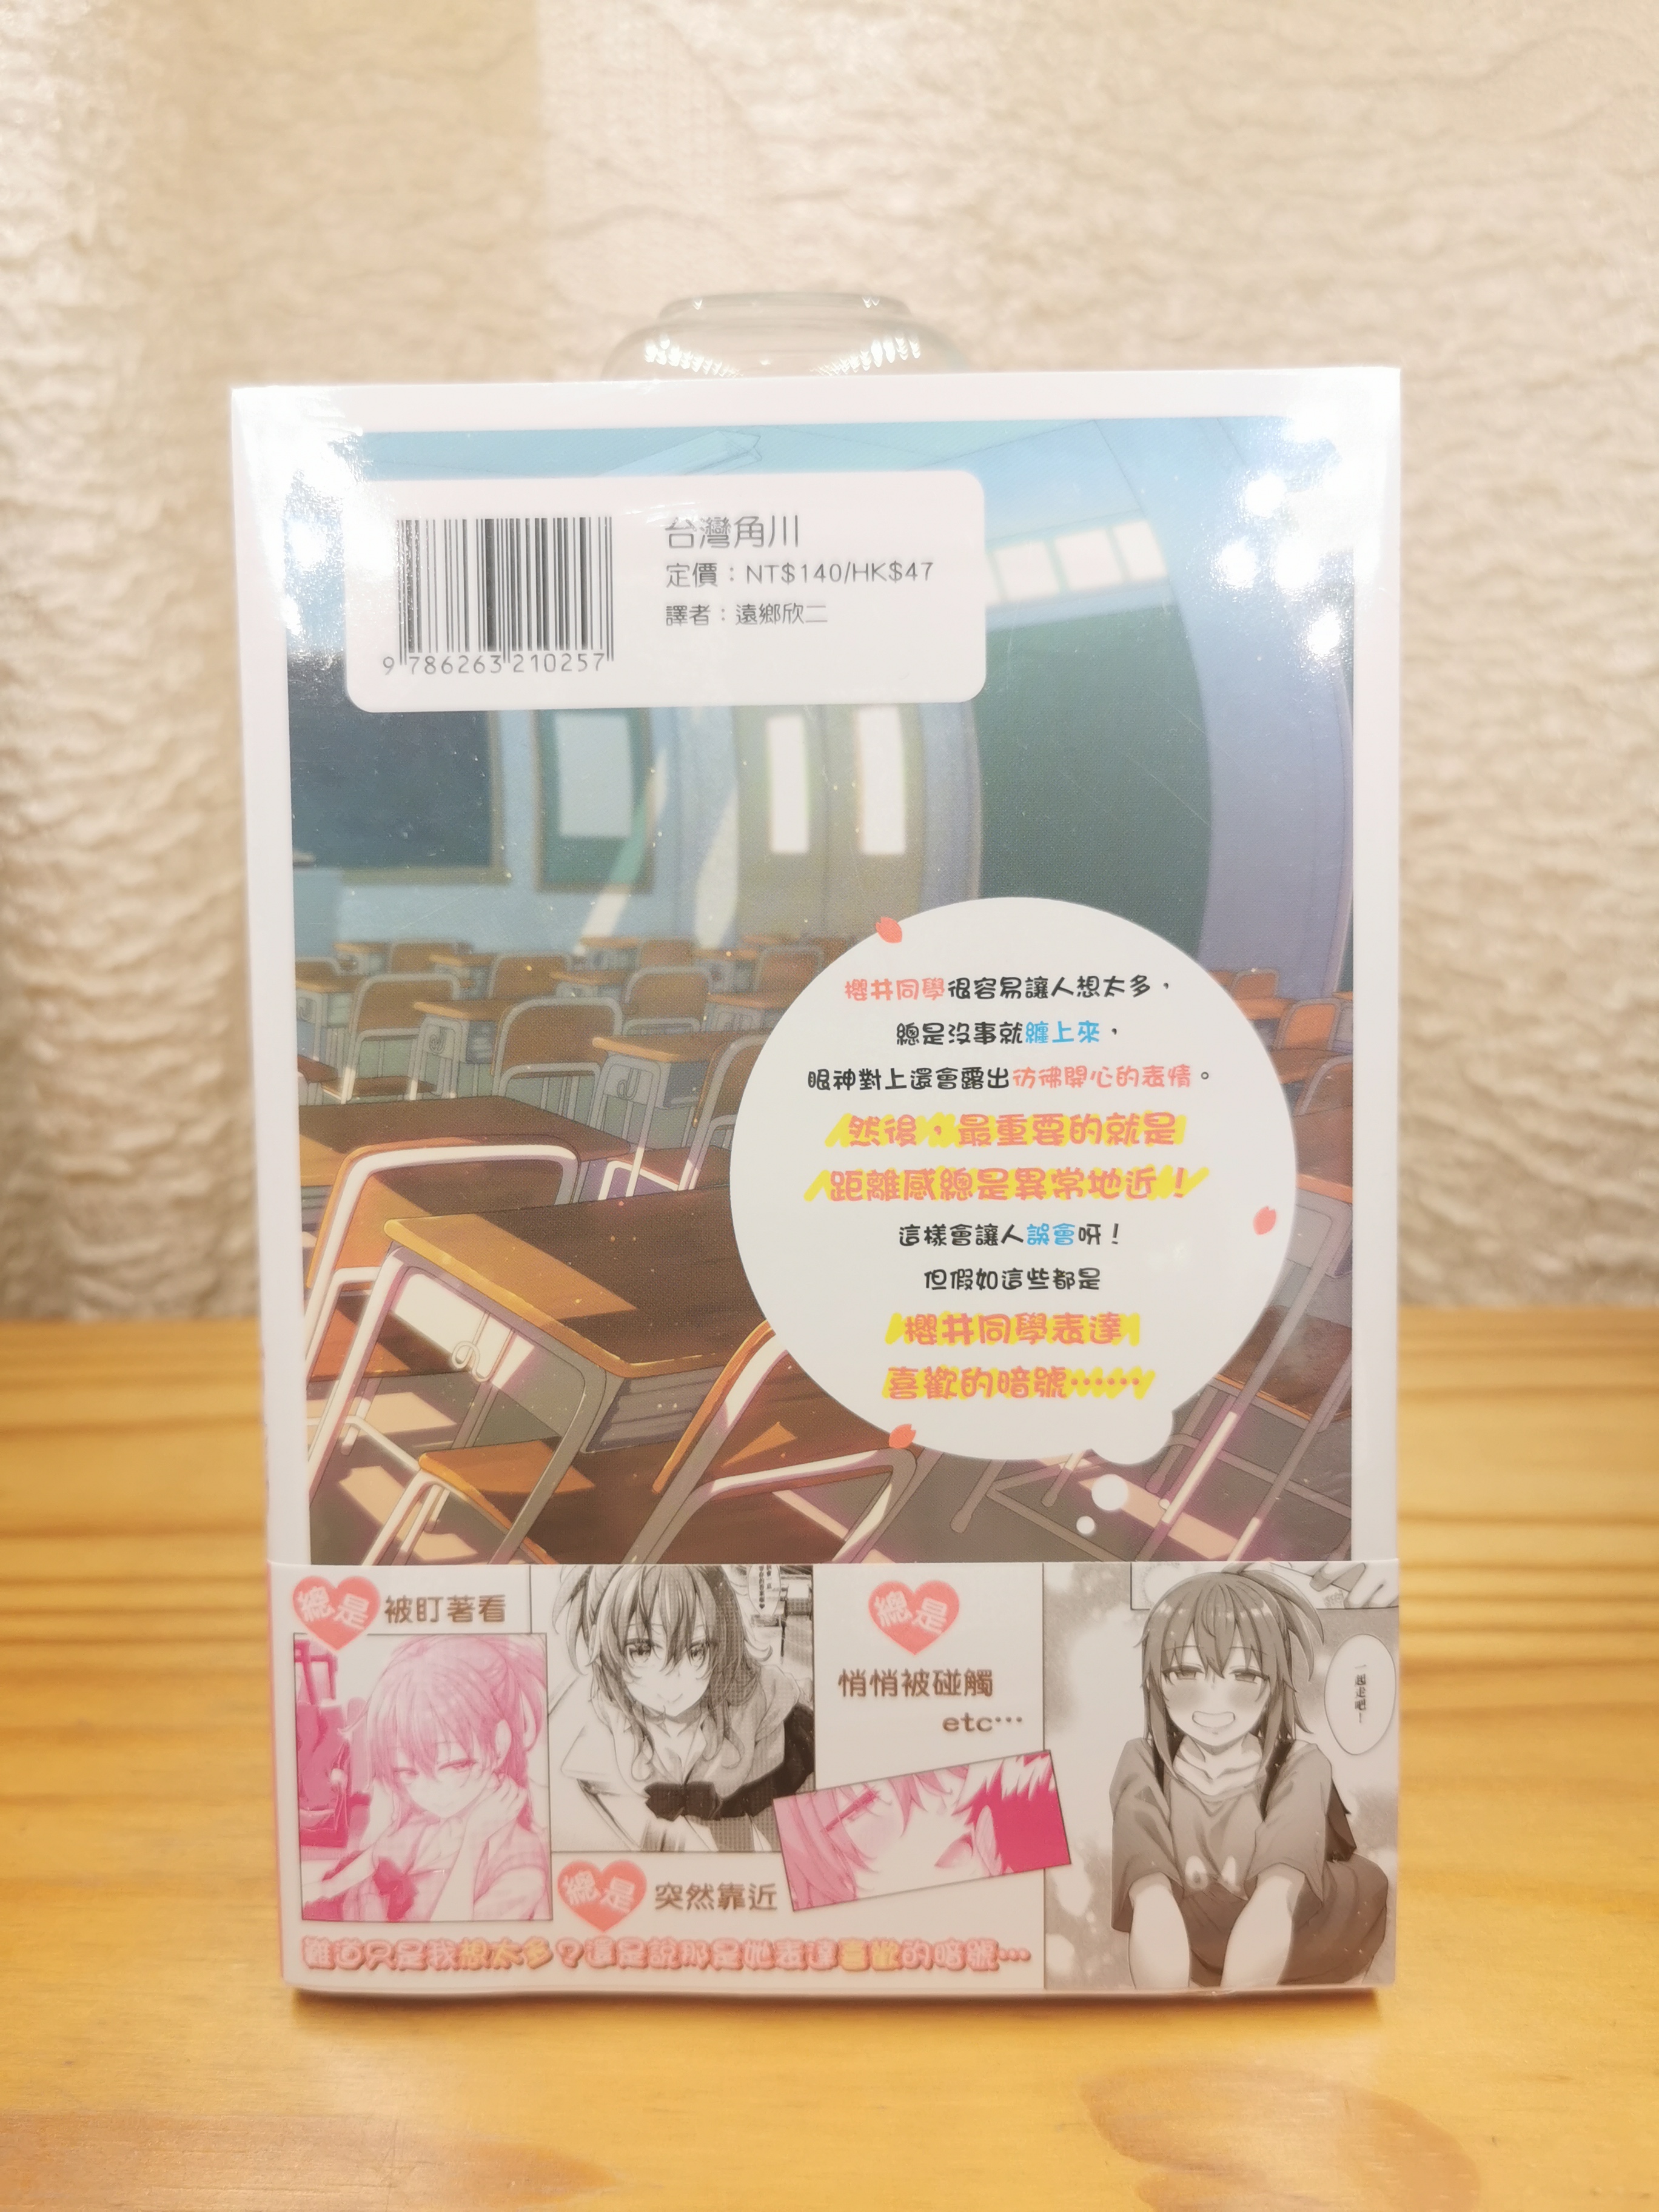 台灣角川
定價：NT$140/HK$47
譯者：遠鄉欣二
9 786263 210257
櫻井同學很容易讓人想太多，
總是沒事就纏上來，
眼神對上還會露出彷彿開心的表情。
然後，最重要的就是
距離感總是異常地近！
這樣會讓人誤會呀！
但假如這些都是
櫻井同學表達
喜歡的暗號……
總是 被盯著看
總是
悄悄被碰觸
etc…
一起走吧！
總是 突然靠近
難道只是我想太多？還是說那是她表達喜歡的暗號…